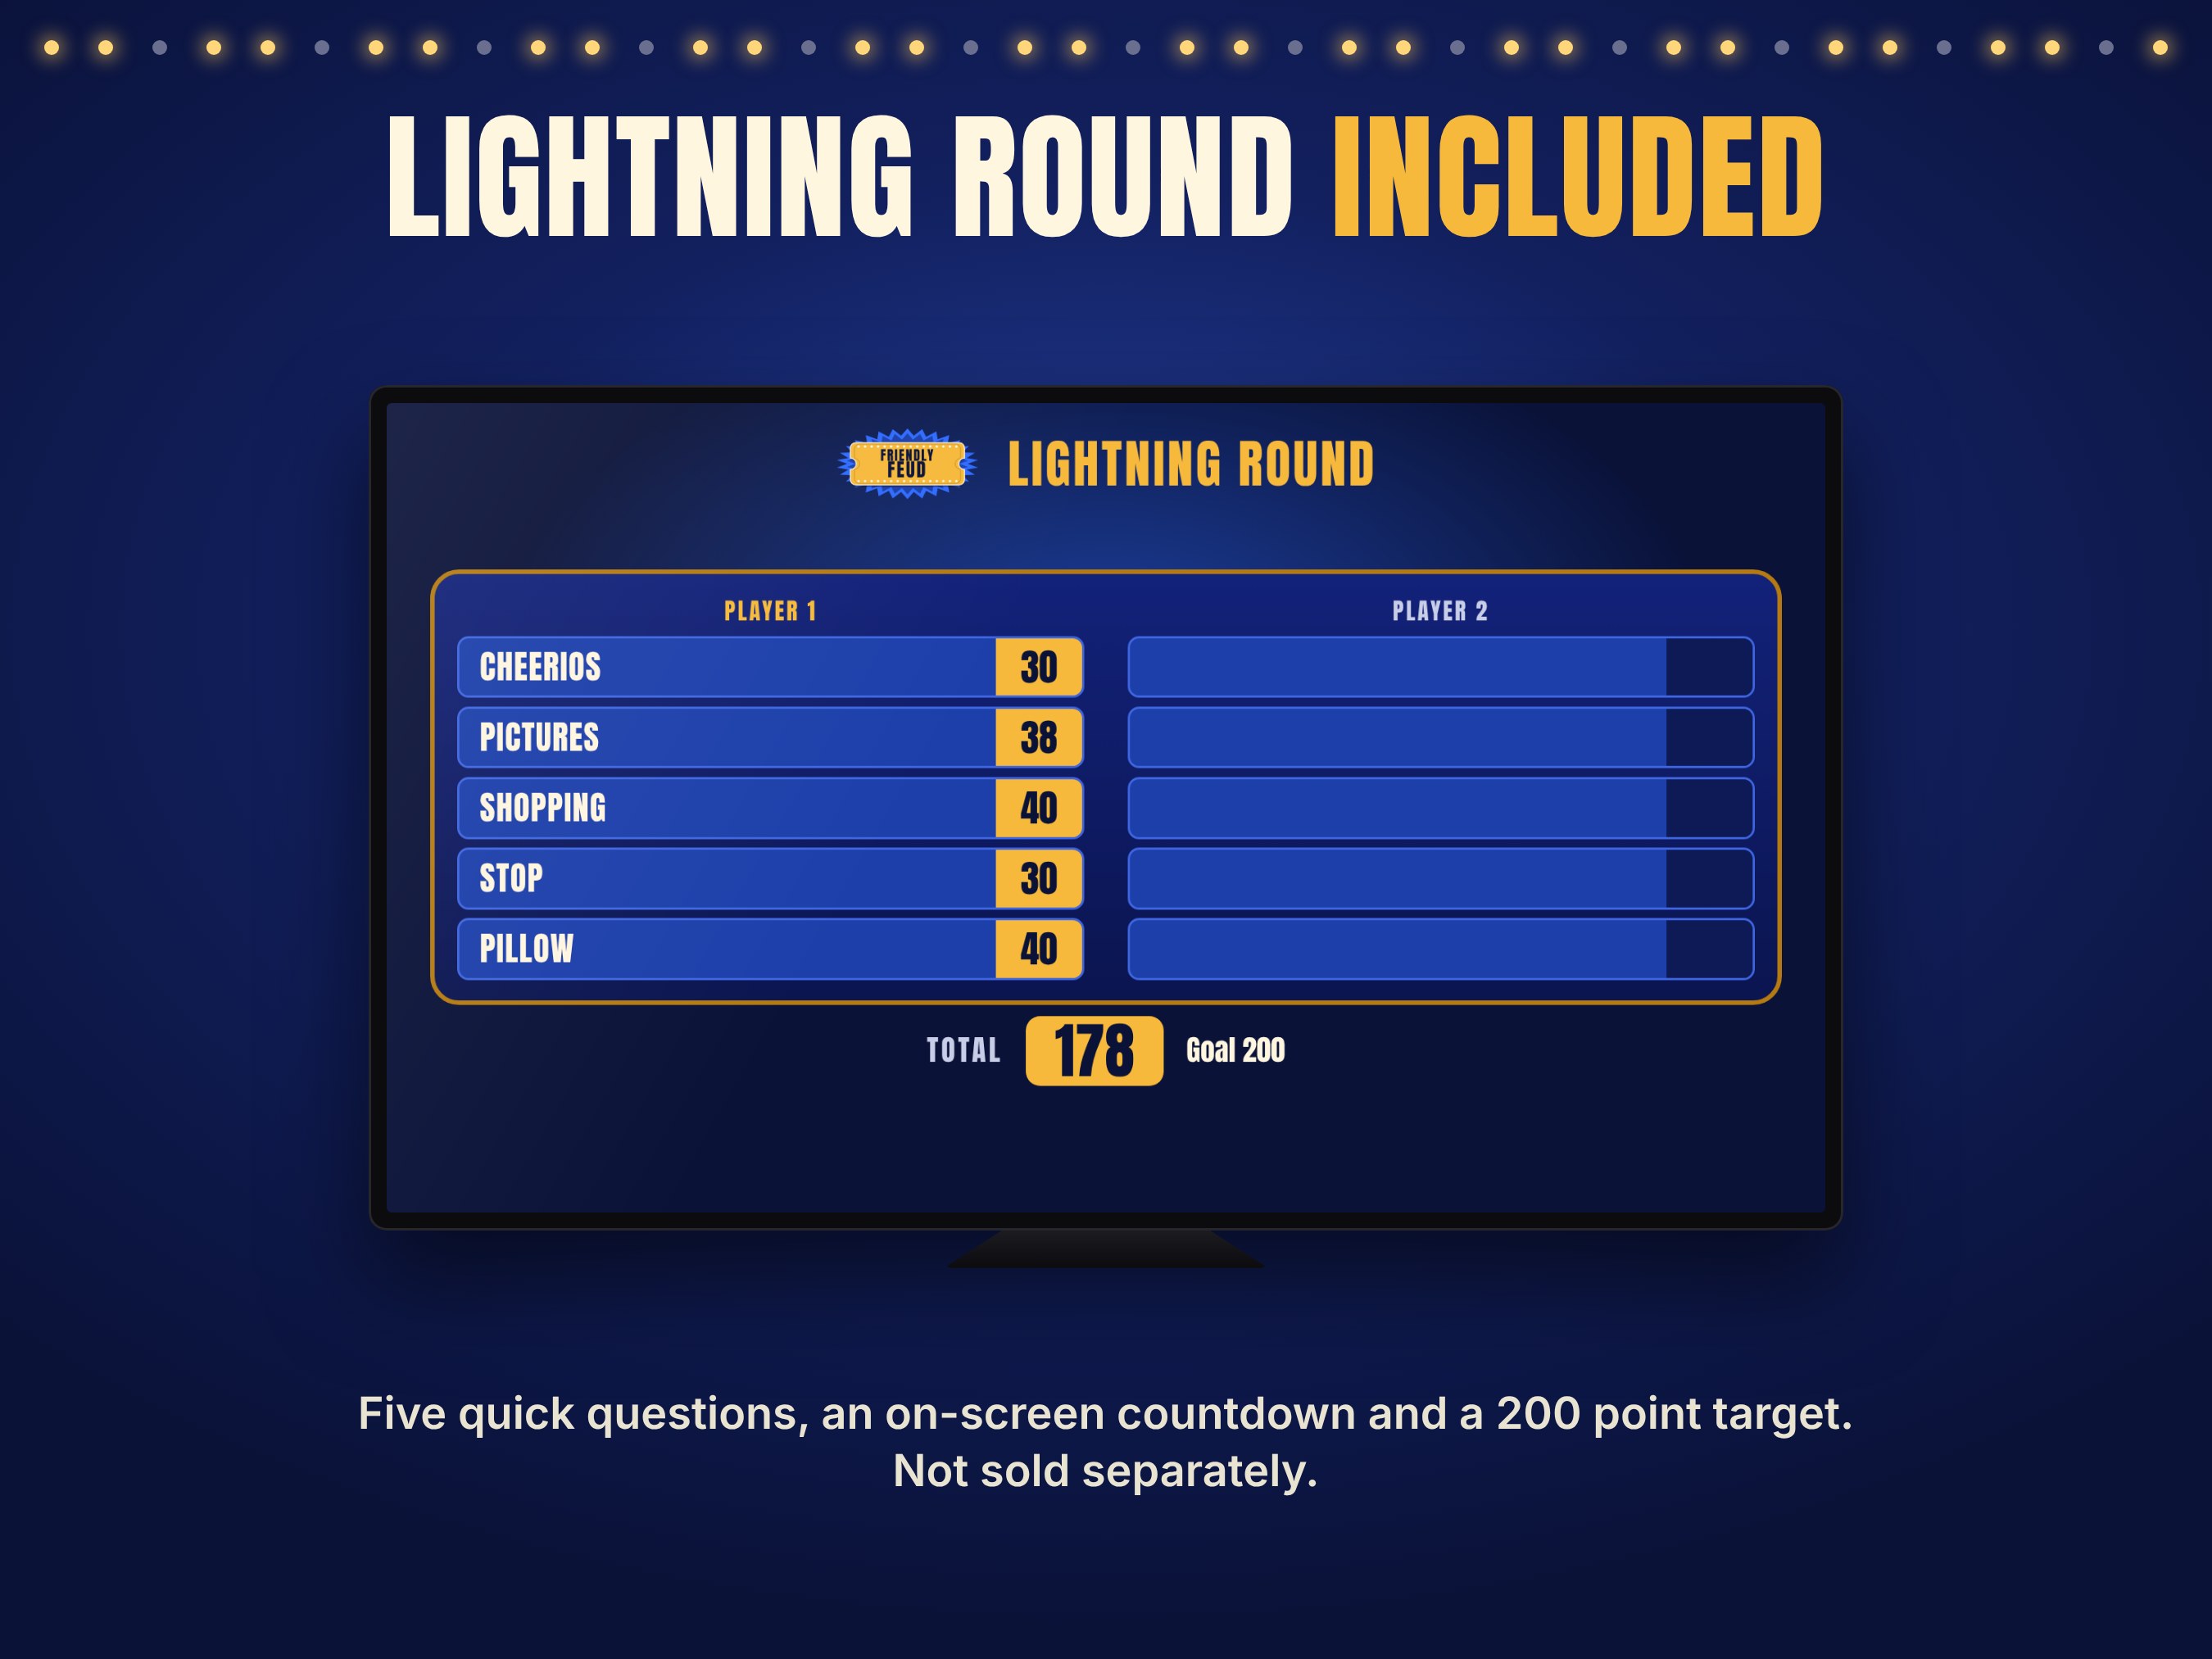 LIGHTNING ROUND INCLUDED
FRIENDLY
FEUD
LIGHTNING ROUND
PLAYER 1
PLAYER 2
CHEERIOS 30
PICTURES 38
SHOPPING 40
STOP 30
PILLOW 40
TOTAL 178 Goal 200
Five quick questions, an on-screen countdown and a 200 point target.
Not sold separately.